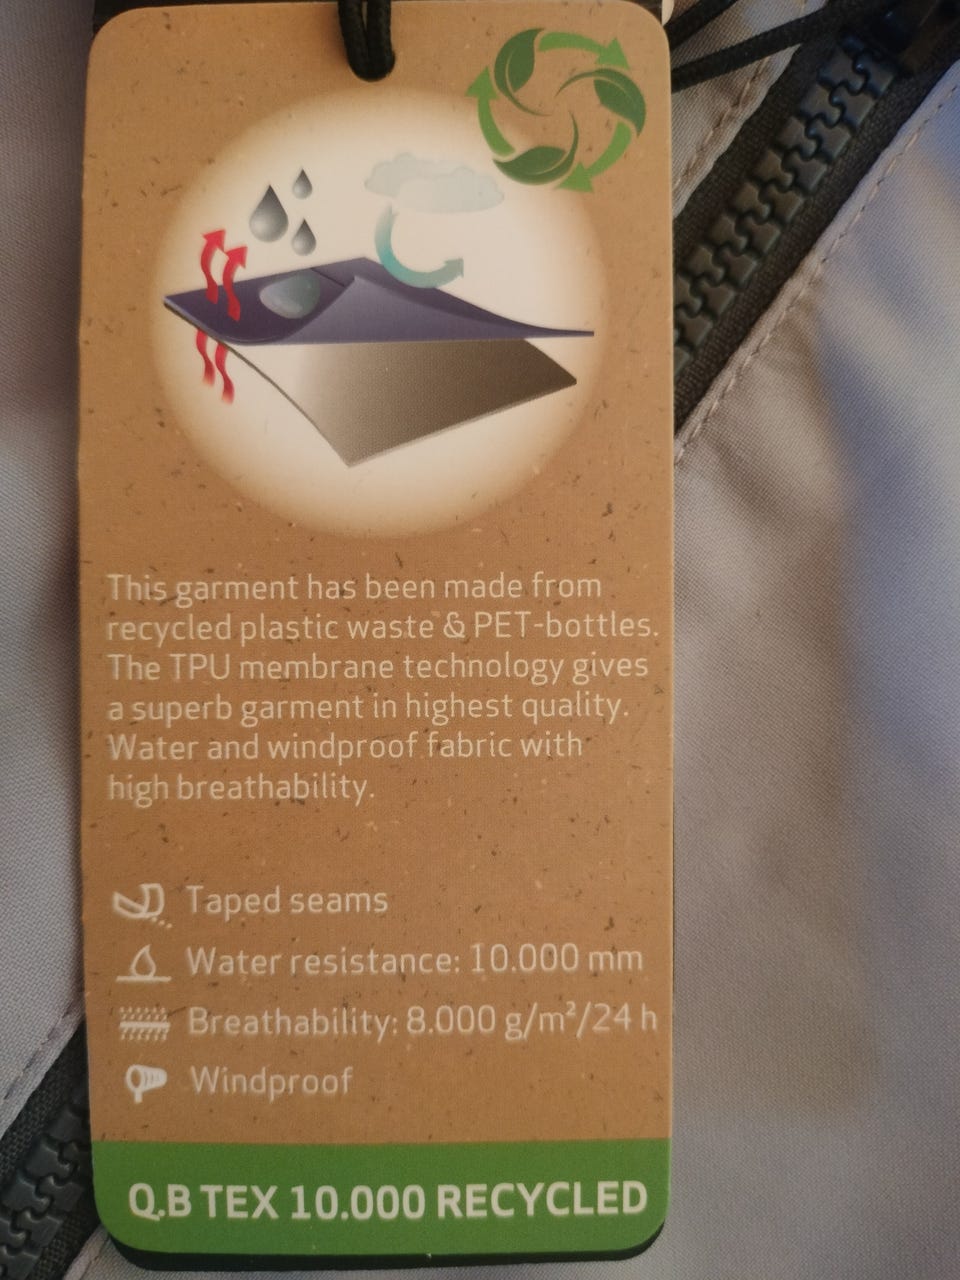 This garment has been made from
recycled plastic waste & PET-bottles.
The TPU membrane technology gives
a superb garment in highest quality.
Water and windproof fabric with
high breathability.
Taped seams
Water resistance: 10.000 mm
Breathability: 8.000 g/m²/24 h
Windproof
Q.B TEX 10.000 RECYCLED